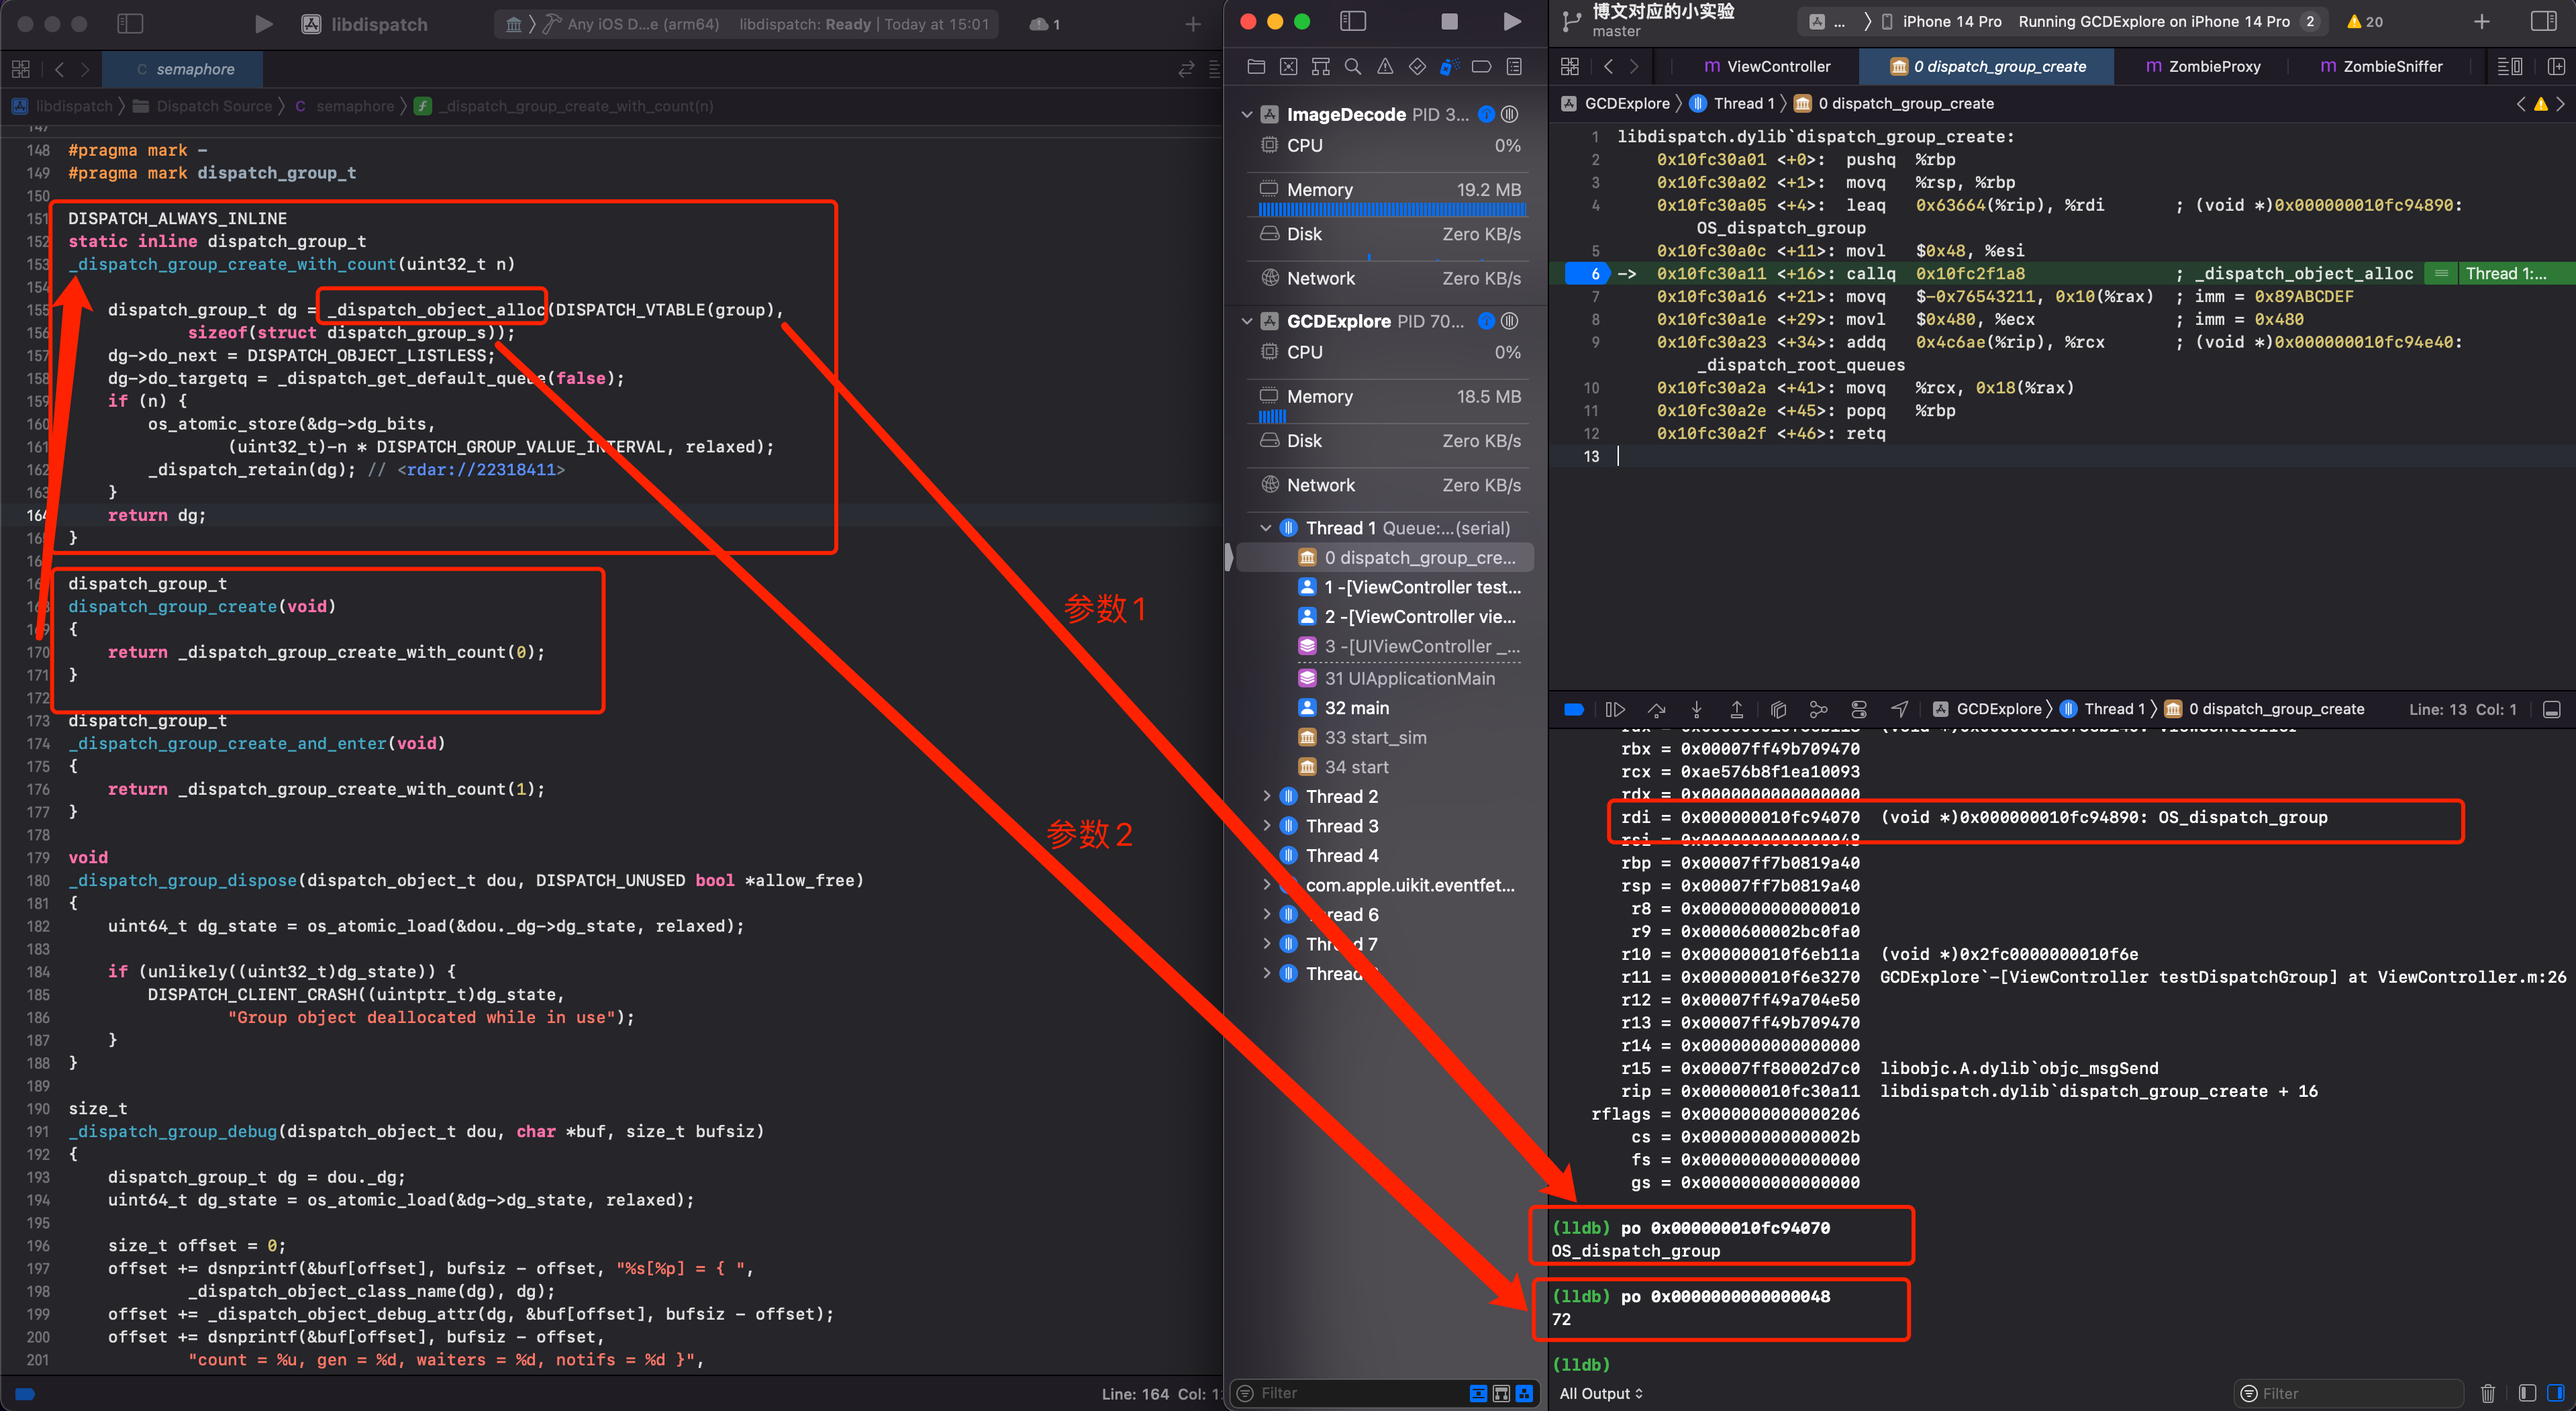 libdispatch
Any iOS D...e (arm64)
libdispatch: Ready | Today at 15:01
1
semaphore
libdispatch
Dispatch Source
semaphore
_dispatch_group_create_with_count(n)
147
148 #pragma mark -
149 #pragma mark dispatch_group_t
150
151 DISPATCH_ALWAYS_INLINE
152 static inline dispatch_group_t
153 _dispatch_group_create_with_count(uint32_t n)
154
155 dispatch_group_t dg = _dispatch_object_alloc(DISPATCH_VTABLE(group),
156 sizeof(struct dispatch_group_s));
157 dg->do_next = DISPATCH_OBJECT_LISTLESS;
158 dg->do_targetq = _dispatch_get_default_queue(false);
159 if (n) {
160 os_atomic_store(&dg->dg_bits,
161 (uint32_t)-n * DISPATCH_GROUP_VALUE_INTERVAL, relaxed);
162 _dispatch_retain(dg); // <rdar://22318411>
163 }
164 return dg;
165 }
dispatch_group_t
168 dispatch_group_create(void)
169 {
170 return _dispatch_group_create_with_count(0);
171 }
172
173 dispatch_group_t
174 _dispatch_group_create_and_enter(void)
175 {
176 return _dispatch_group_create_with_count(1);
177 }
178
179 void
180 _dispatch_group_dispose(dispatch_object_t dou, DISPATCH_UNUSED bool *allow_free)
181 {
182 uint64_t dg_state = os_atomic_load(&dou._dg->dg_state, relaxed);
183
184 if (unlikely((uint32_t)dg_state)) {
185 DISPATCH_CLIENT_CRASH((uintptr_t)dg_state,
186 "Group object deallocated while in use");
187 }
188 }
189
190 size_t
191 _dispatch_group_debug(dispatch_object_t dou, char *buf, size_t bufsiz)
192 {
193 dispatch_group_t dg = dou._dg;
194 uint64_t dg_state = os_atomic_load(&dg->dg_state, relaxed);
195
196 size_t offset = 0;
197 offset += dsnprintf(&buf[offset], bufsiz - offset, "%s[%p] = { ",
198 _dispatch_object_class_name(dg), dg);
199 offset += _dispatch_object_debug_attr(dg, &buf[offset], bufsiz - offset);
200 offset += dsnprintf(&buf[offset], bufsiz - offset,
201 "count = %u, gen = %d, waiters = %d, notifs = %d }",
Line: 164 Col: 1
参数1
参数2
ImageDecode PID 3...
CPU 0%
Memory 19.2 MB
Disk Zero KB/s
Network Zero KB/s
GCDExplore PID 70...
CPU 0%
Memory 18.5 MB
Disk Zero KB/s
Network Zero KB/s
Thread 1 Queue:...(serial)
0 dispatch_group_cre...
1 -[ViewController test...
2 -[ViewController vie...
3 -[UIViewController _...
31 UIApplicationMain
32 main
33 start_sim
34 start
Thread 2
Thread 3
Thread 4
com.apple.uikit.eventfet...
Thread 6
Thread 7
Thread
Filter
博文对应的小实验
master
... iPhone 14 Pro
Running GCDExplore on iPhone 14 Pro 2
20
m ViewController
0 dispatch_group_create
m ZombieProxy
m ZombieSniffer
GCDExplore Thread 1 0 dispatch_group_create
1 libdispatch.dylib`dispatch_group_create:
2 0x10fc30a01 <+0>: pushq %rbp
3 0x10fc30a02 <+1>: movq %rsp, %rbp
4 0x10fc30a05 <+4>: leaq 0x63664(%rip), %rdi ; (void *)0x000000010fc94890:
OS_dispatch_group
5 0x10fc30a0c <+11>: movl $0x48, %esi
6 -> 0x10fc30a11 <+16>: callq 0x10fc2f1a8 ; _dispatch_object_alloc Thread 1:...
7 0x10fc30a16 <+21>: movq $-0x76543211, 0x10(%rax) ; imm = 0x89ABCDEF
8 0x10fc30a1e <+29>: movl $0x480, %ecx ; imm = 0x480
9 0x10fc30a23 <+34>: addq 0x4c6ae(%rip), %rcx ; (void *)0x000000010fc94e40:
_dispatch_root_queues
10 0x10fc30a2a <+41>: movq %rcx, 0x18(%rax)
11 0x10fc30a2e <+45>: popq %rbp
12 0x10fc30a2f <+46>: retq
13
GCDExplore Thread 1 0 dispatch_group_create
Line: 13 Col: 1
rbx = 0x00007ff49b709470
rcx = 0xae576b8f1ea10093
rdx = 0x0000000000000000
rdi = 0x000000010fc94070 (void *)0x000000010fc94890: OS_dispatch_group
rsi = 0x0000000000000048
rbp = 0x00007ff7b0819a40
rsp = 0x00007ff7b0819a40
r8 = 0x0000000000000010
r9 = 0x0000600002bc0fa0
r10 = 0x000000010f6eb11a (void *)0x2fc0000000010f6e
r11 = 0x000000010f6e3270 GCDExplore`-[ViewController testDispatchGroup] at ViewController.m:26
r12 = 0x00007ff49a704e50
r13 = 0x00007ff49b709470
r14 = 0x0000000000000000
r15 = 0x00007ff80002d7c0 libobjc.A.dylib`objc_msgSend
rip = 0x000000010fc30a11 libdispatch.dylib`dispatch_group_create + 16
rflags = 0x0000000000000206
cs = 0x000000000000002b
fs = 0x0000000000000000
gs = 0x0000000000000000
(lldb) po 0x000000010fc94070
OS_dispatch_group
(lldb) po 0x0000000000000048
72
(lldb)
All Output
Filter